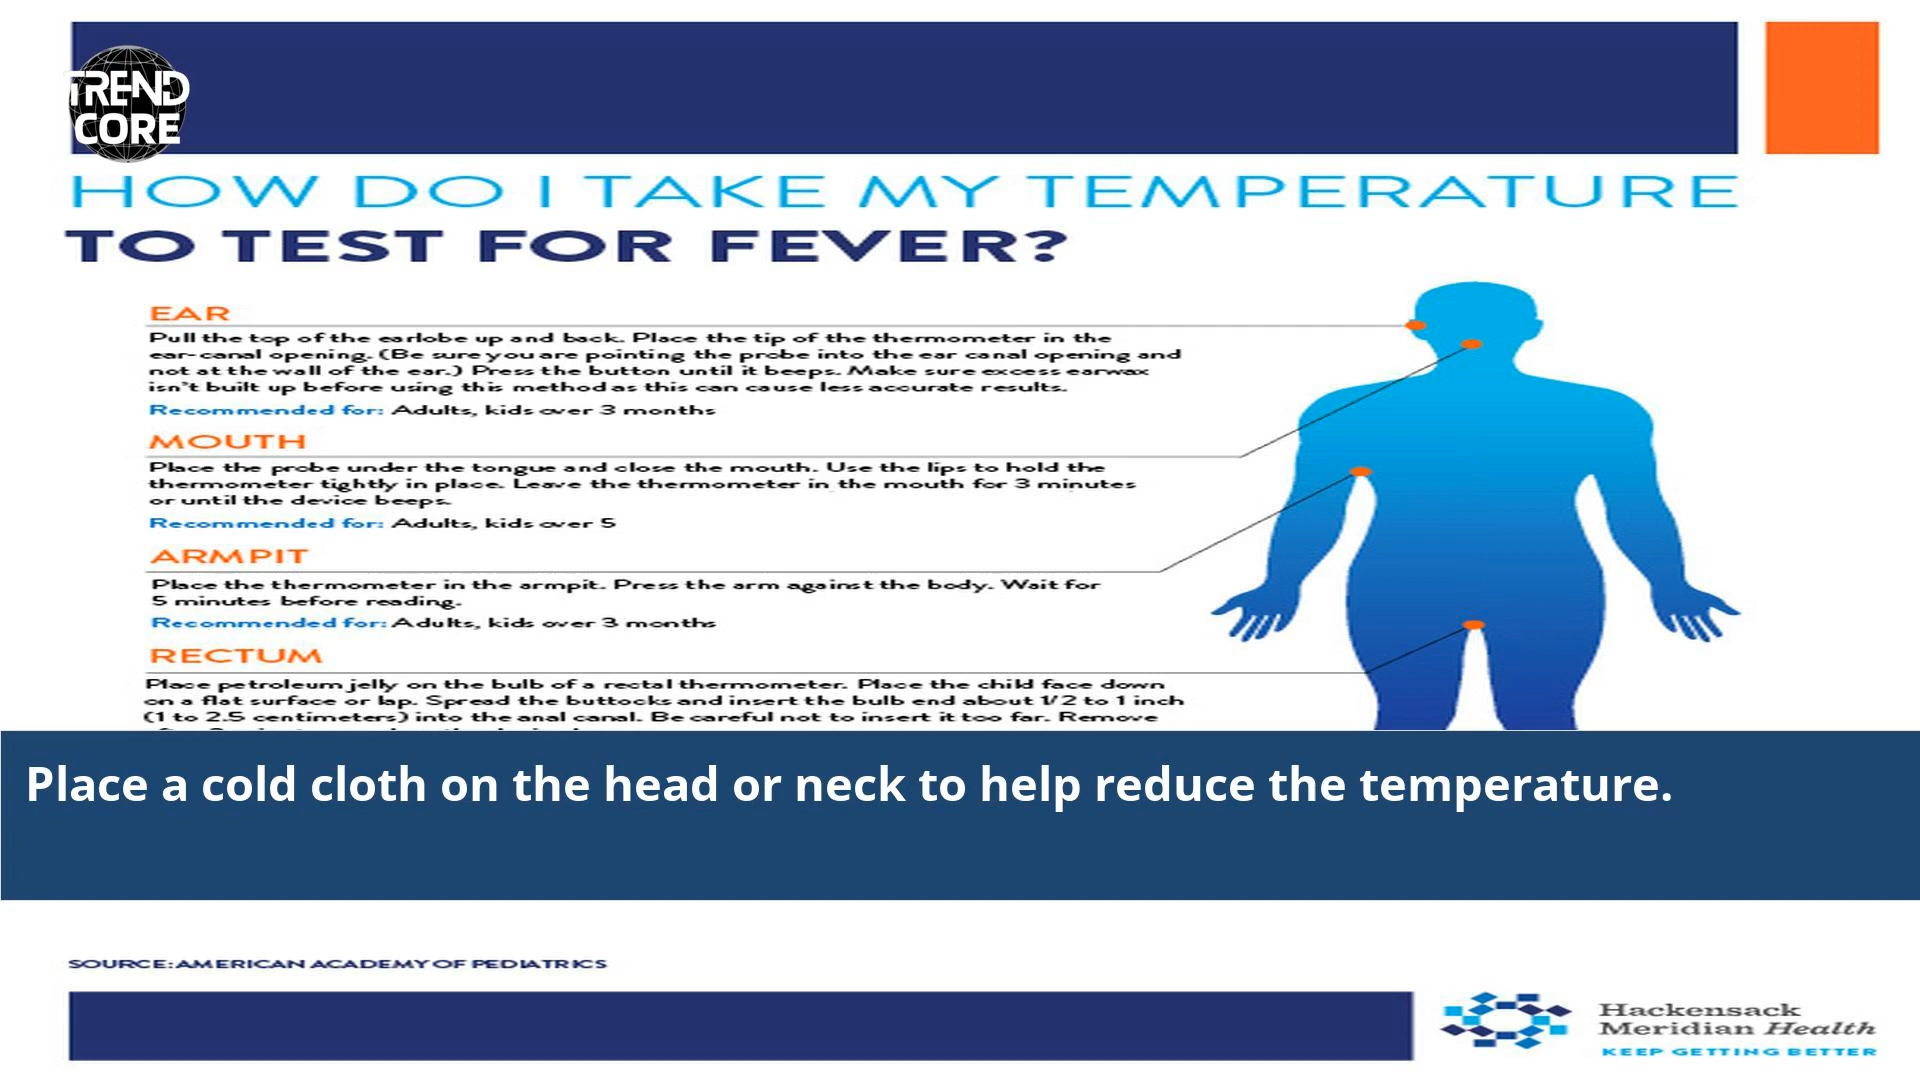 TREND
CORE
HOW DO I TAKE MY TEMPERATURE
TO TEST FOR FEVER?
EAR
Pull the top of the earlobe up and back. Place the tip of the thermometer in the
ear-canal opening. (Be sure you are pointing the probe into the ear canal opening and
not at the wall of the ear.) Press the button until it beeps. Make sure excess earwax
isn't built up before using this method as this can cause less accurate results.
Recommended for: Adults, kids over 3 months
MOUTH
Place the probe under the tongue and close the mouth. Use the lips to hold the
thermometer tightly in place. Leave the thermometer in the mouth for 3 minutes
or until the device beeps.
Recommended for: Adults, kids over 5
ARMPIT
Place the thermometer in the armpit. Press the arm against the body. Wait for
5 minutes before reading.
Recommended for: Adults, kids over 3 months
RECTUM
Place petroleum jelly on the bulb of a rectal thermometer. Place the child face down
on a flat surface or lap. Spread the buttocks and insert the bulb end about 1/2 to 1 inch
(1 to 2.5 centimeters) into the anal canal. Be careful not to insert it too far. Remove
Place a cold cloth on the head or neck to help reduce the temperature.
SOURCE: AMERICAN ACADEMY OF PEDIATRICS
Hackensack
Meridian Health
KEEP GETTING BETTER